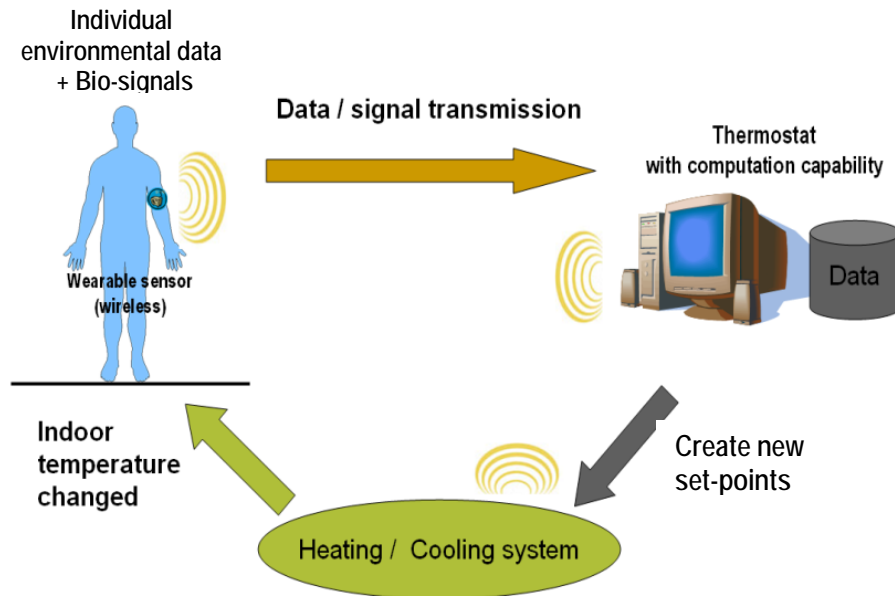 Individual
environmental data
+ Bio-signals
Data / signal transmission
Thermostat
with computation capability
Data
Wearable sensor
(wireless)
Indoor
temperature
changed
Create new
set-points
Heating / Cooling system